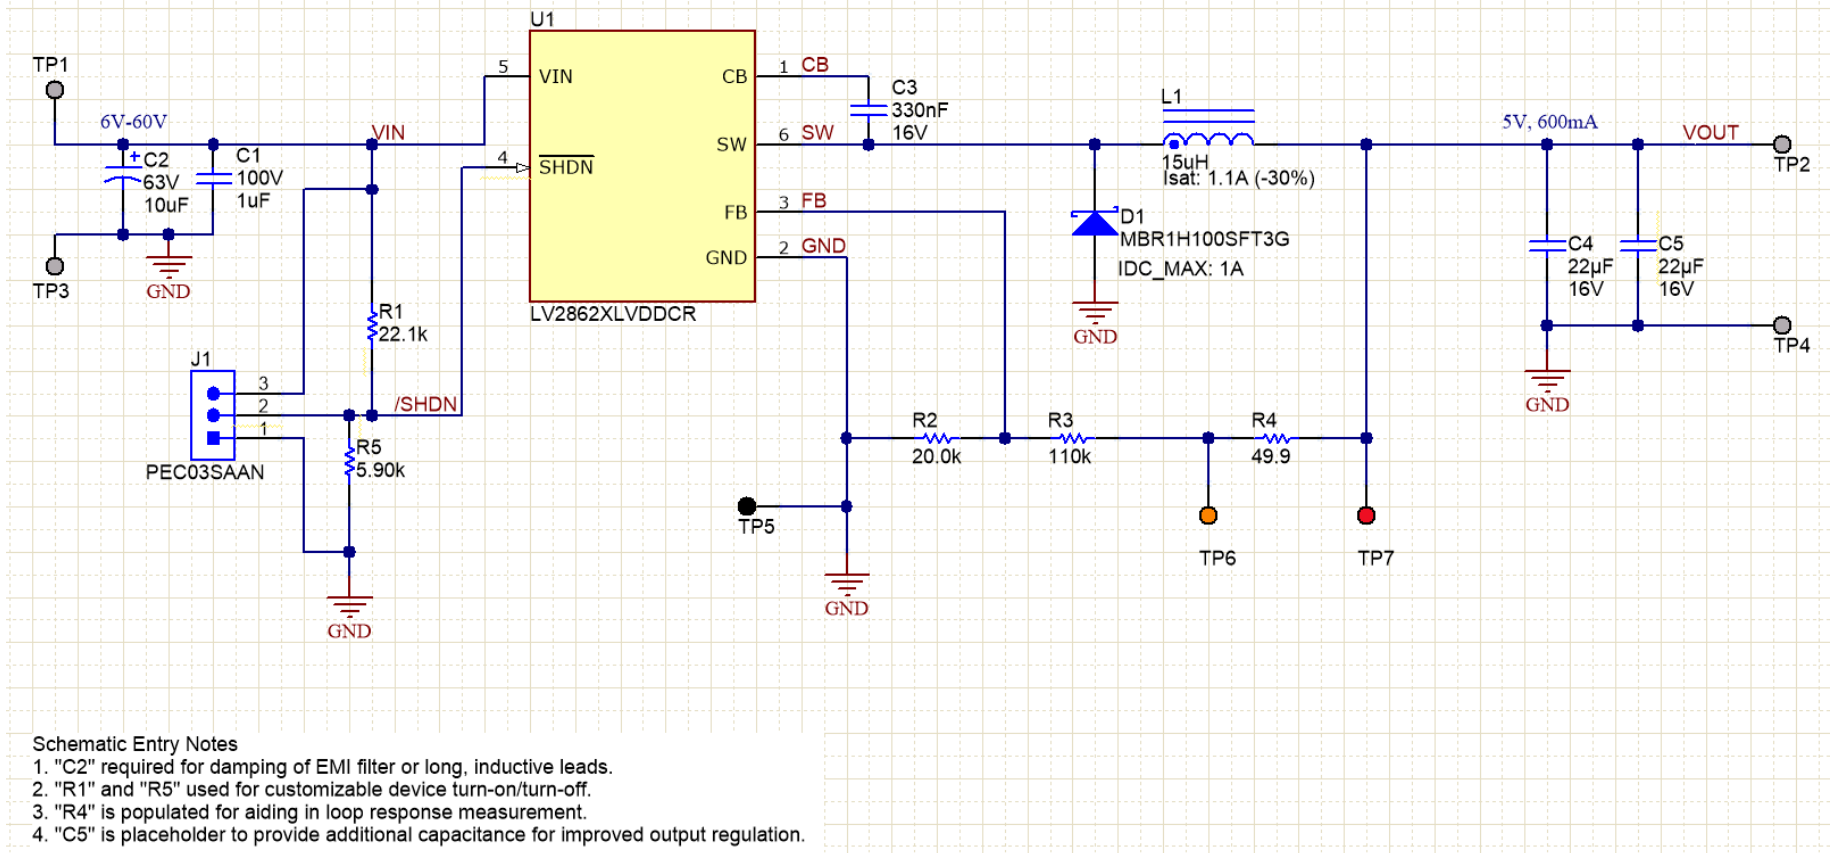 U1
TP1
5
VIN
CB
1
CB
C3
330nF
16V
L1
6V-60V
VIN
5V, 600mA
VOUT
C2
63V
10uF
C1
100V
1uF
4
SHDN
SW
6
SW
15uH
Isat: 1.1A (-30%)
TP2
FB
3
FB
D1
MBR1H100SFT3G
IDC_MAX: 1A
GND
2
GND
C4
22µF
16V
C5
22µF
16V
TP3
GND
R1
22.1k
LV2862XLVDDCR
GND
TP4
J1
3
2
1
/SHDN
GND
R2
20.0k
R3
110k
R4
49.9
R5
5.90k
PEC03SAAN
TP5
TP6
TP7
GND
GND
Schematic Entry Notes
1. "C2" required for damping of EMI filter or long, inductive leads.
2. "R1" and "R5" used for customizable device turn-on/turn-off.
3. "R4" is populated for aiding in loop response measurement.
4. "C5" is placeholder to provide additional capacitance for improved output regulation.